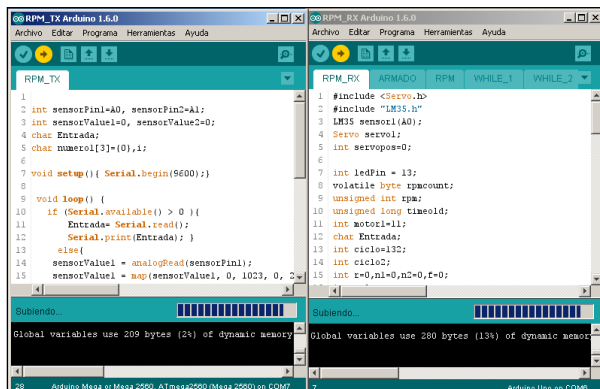 RPM_TX Arduino 1.6.0
Archivo Editar Programa Herramientas Ayuda
RPM_TX
1
2 int sensorPin1=A0, sensorPin2=A1;
3 int sensorValue1=0, sensorValue2=0;
4 char Entrada;
5 char numero1[3]={0},i;
6
7 void setup(){ Serial.begin(9600);}
8
9 void loop() {
10 if (Serial.available() > 0 ){
11 Entrada= Serial.read();
12 Serial.print(Entrada); }
13 else{
14 sensorValue1 = analogRead(sensorPin1);
15 sensorValue1 = map(sensorValue1, 0, 1023, 0, 2
Subiendo...
Global variables use 209 bytes (2%) of dynamic memory
28 Arduino Mega or Mega 2560, ATmega2560 (Mega 2560) on COM7
RPM_RX Arduino 1.6.0
Archivo Editar Programa Herramientas Ayuda
RPM_RX ARMADO RPM WHILE_1 WHILE_2
1 #include <Servo.h>
2 #include "LM35.h"
3 LM35 sensor1(A0);
4 Servo servo1;
5 int servopos=0;
6
7 int ledPin = 13;
8 volatile byte rpmcount;
9 unsigned int rpm;
10 unsigned long timeold;
11 int motor1=11;
12 char Entrada;
13 int ciclo=132;
14 int ciclo2;
15 int r=0,n1=0,n2=0,f=0;
Subiendo...
Global variables use 280 bytes (13%) of dynamic memor
7 Arduino Uno on COM6